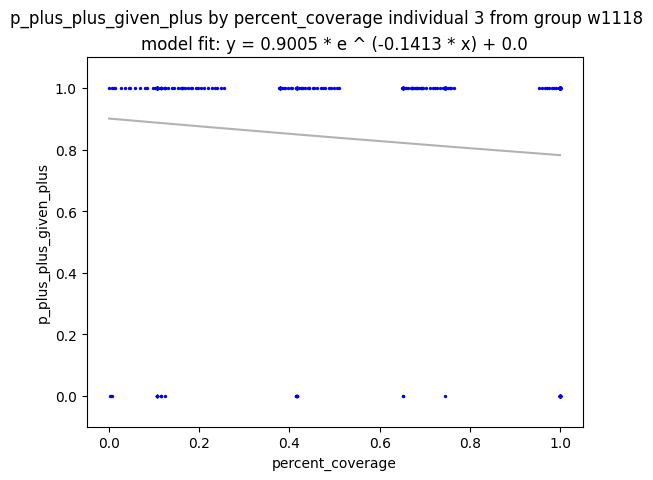 p_plus_plus_given_plus by percent_coverage individual 3 from group w1118
model fit: y = 0.9005 * e ^ (-0.1413 * x) + 0.0
p_plus_plus_given_plus
1.0
0.8
0.6
0.4
0.2
0.0
0.0 0.2 0.4 0.6 0.8 1.0
percent_coverage